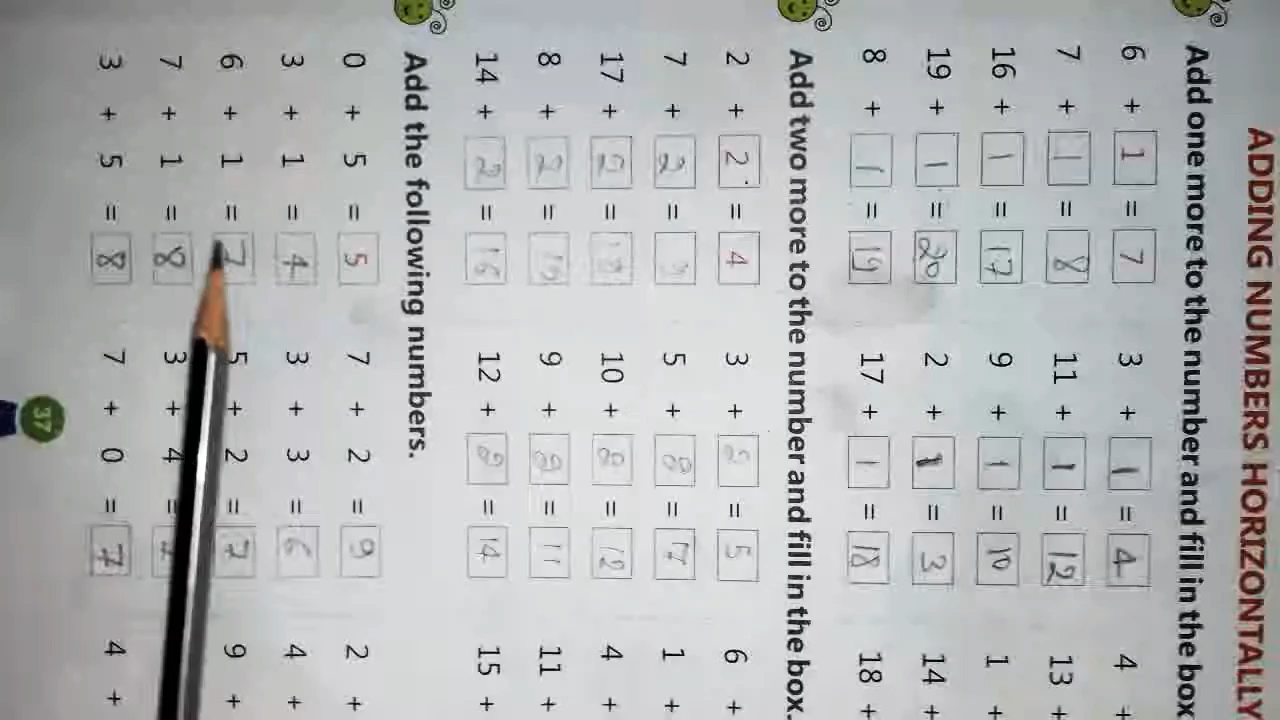 ADDING NUMBERS HORIZONTALLY
Add one more to the number and fill in the box
6 + 1 = 7 3 + 1 = 4 4 +
7 + 1 = 8 11 + 1 = 12 13 +
16 + 1 = 17 9 + 1 = 10 1 +
19 + 1 = 20 2 + 1 = 3 14 +
8 + 1 = 19 17 + 1 = 18 18 +
Add two more to the number and fill in the box.
2 + 2 = 4 3 + 2 = 5 6 +
7 + 2 = 5 + = 1 +
17 + 2 = 10 + = 12 4 +
8 + 2 = 9 + = 11 11 +
14 + 2 = 16 12 + = 14 15 +
Add the following numbers.
0 + 5 = 5 7 + 2 = 9 2 +
3 + 1 = 4 3 + 3 = 6 4 +
6 + 1 = 7 5 + 2 = 7 9 +
7 + 1 = 8 3 + 4 =
3 + 5 = 8 7 + 0 = 7 4 +
37